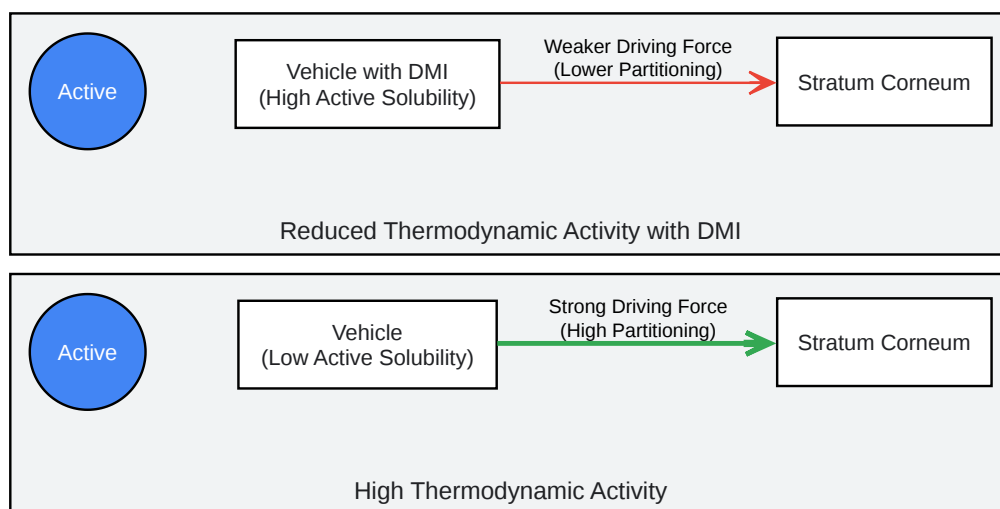 Active
Vehicle with DMI
(High Active Solubility)
Weaker Driving Force
(Lower Partitioning)
Stratum Corneum
Reduced Thermodynamic Activity with DMI
Active
Vehicle
(Low Active Solubility)
Strong Driving Force
(High Partitioning)
Stratum Corneum
High Thermodynamic Activity